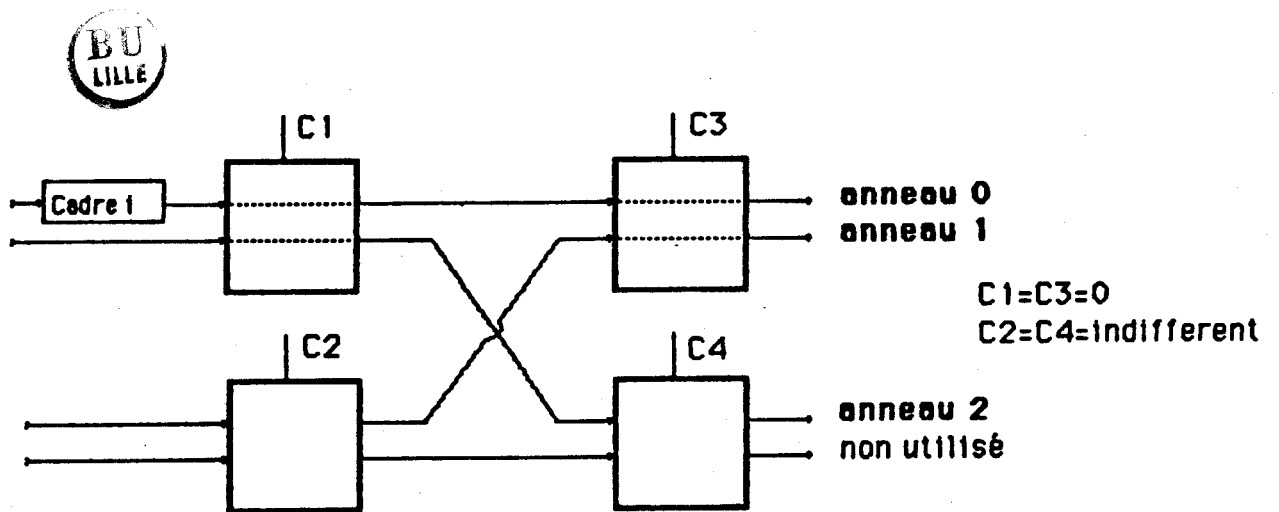 BU
LILLE
C1
C3
Cadre i
anneau 0
anneau 1
C1=C3=0
C2=C4=indifferent
C2
C4
anneau 2
non utilisé